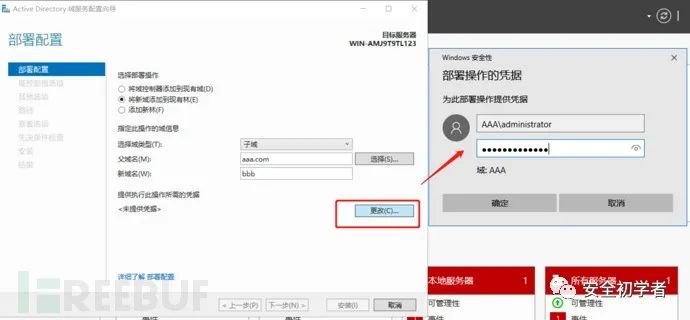 Active Directory 域服务配置向导
部署配置
目标服务器
WIN-AMJ9T9TL123
部署配置
域控制器选项
其他选项
路径
查看选项
先决条件检查
安装
结果
选择部署操作
将域控制器添加到现有域(D)
将新域添加到现有林(E)
添加新林(F)
指定此操作的域信息
选择域类型(T):
子域
父域名(M):
aaa.com
选择(S)...
新域名(W):
bbb
提供执行此操作所需的凭据
<未提供凭据>
更改(C)...
详细了解 部署配置
< 上一步(P)
下一步(N) >
安装(I)
取消
Windows 安全性
部署操作的凭据
为此部署操作提供凭据
AAA\administrator
•••••••••••••
域: AAA
确定
取消
本地服务器
1
可管理性
事件
所有服务器
1
可管理性
事件
FREEBUF
安全初学者